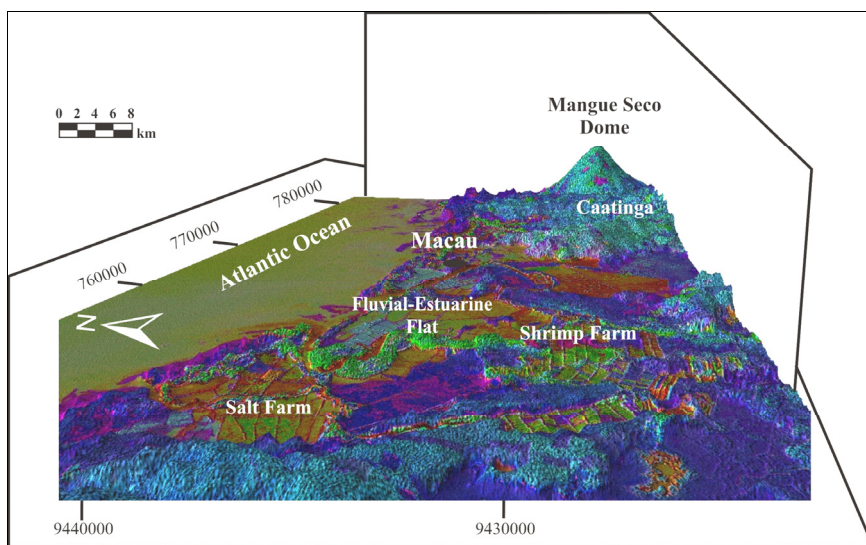 0 2 4 6 8
km
Mangue Seco
Dome
Caatinga
780000
770000
760000
Atlantic Ocean
Macau
N
Fluvial-Estuarine
Flat
Shrimp Farm
Salt Farm
9440000
9430000